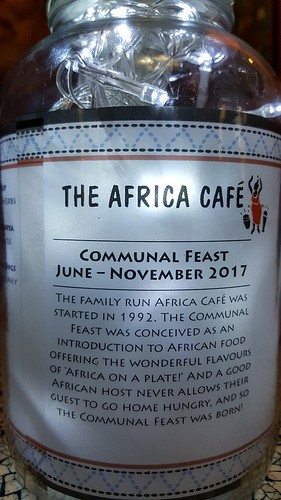 THE AFRICA CAFÉ
COMMUNAL FEAST
JUNE – NOVEMBER 2017
THE FAMILY RUN AFRICA CAFÉ WAS
STARTED IN 1992. THE COMMUNAL
FEAST WAS CONCEIVED AS AN
INTRODUCTION TO AFRICAN FOOD
OFFERING THE WONDERFUL FLAVOURS
OF 'AFRICA ON A PLATE!' AND A GOOD
AFRICAN HOST NEVER ALLOWS THEIR
GUEST TO GO HOME HUNGRY, AND SO
THE COMMUNAL FEAST WAS BORN!